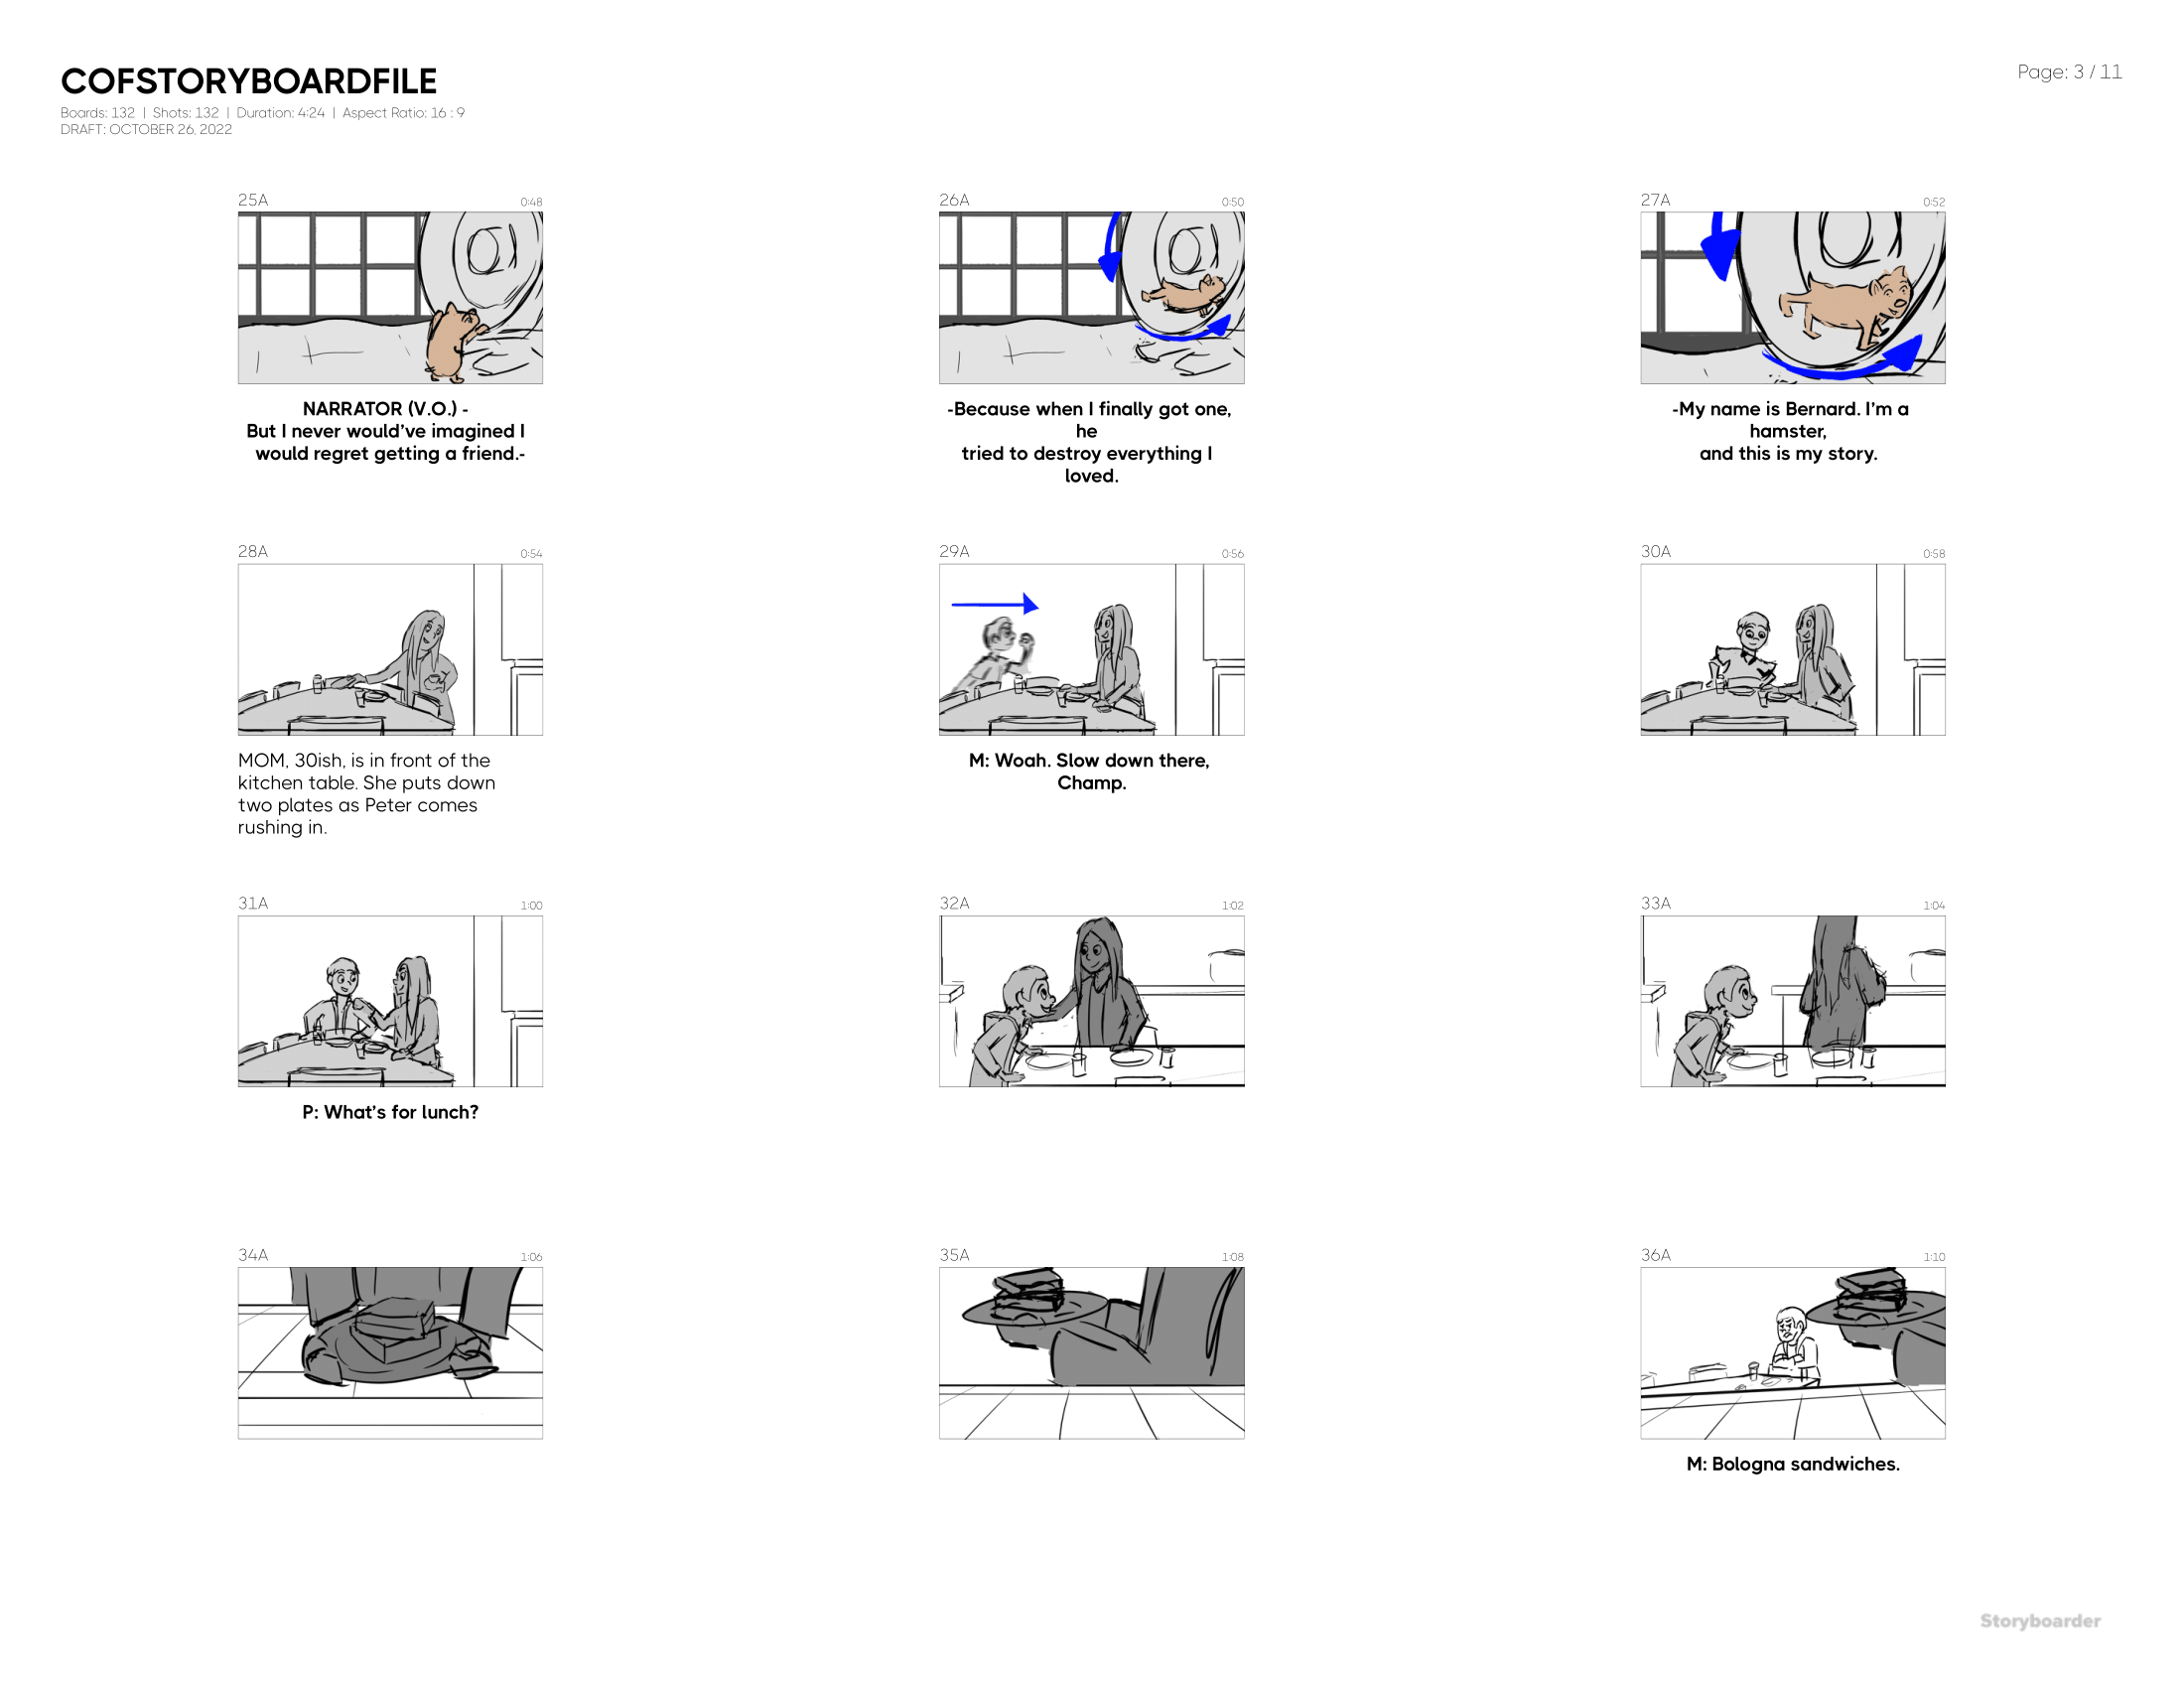 COFSTORYBOARDFILE
Page: 3 / 11
Boards: 132 | Shots: 132 | Duration: 4:24 | Aspect Ratio: 16 : 9
DRAFT: OCTOBER 26, 2022
25A 0:48
NARRATOR (V.O.) -
But I never would've imagined I
would regret getting a friend.-
26A 0:50
-Because when I finally got one,
he
tried to destroy everything I
loved.
27A 0:52
-My name is Bernard. I'm a
hamster,
and this is my story.
28A 0:54
MOM, 30ish, is in front of the
kitchen table. She puts down
two plates as Peter comes
rushing in.
29A 0:56
M: Woah. Slow down there,
Champ.
30A 0:58
31A 1:00
P: What's for lunch?
32A 1:02
33A 1:04
34A 1:06
35A 1:08
36A 1:10
M: Bologna sandwiches.
Storyboarder